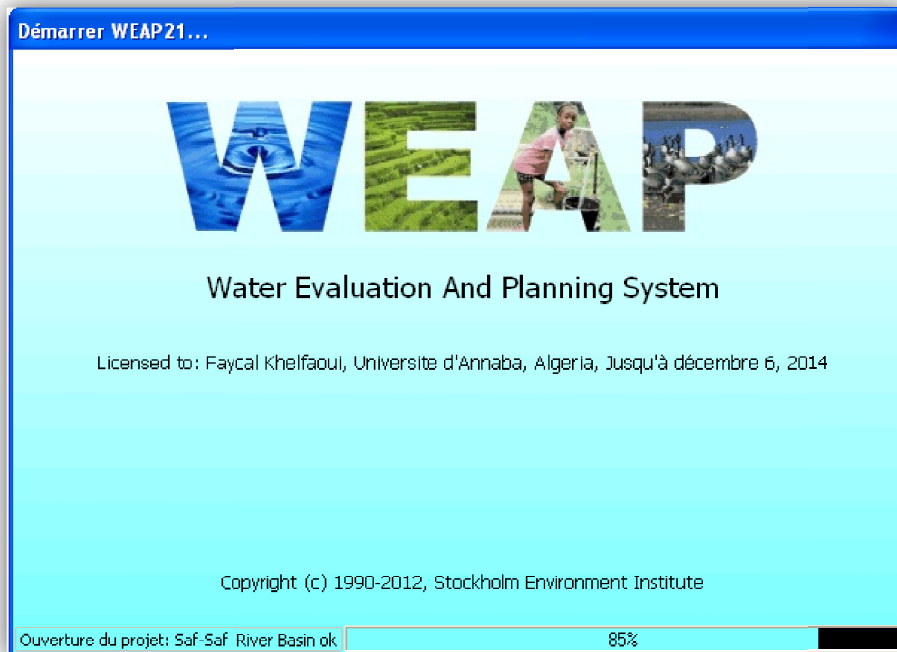 Démarrer WEAP21...
WEAP
Water Evaluation And Planning System
Licensed to: Faycal Khelfaoui, Universite d'Annaba, Algeria, Jusqu'à décembre 6, 2014
Copyright (c) 1990-2012, Stockholm Environment Institute
Ouverture du projet: Saf-Saf River Basin ok 85%